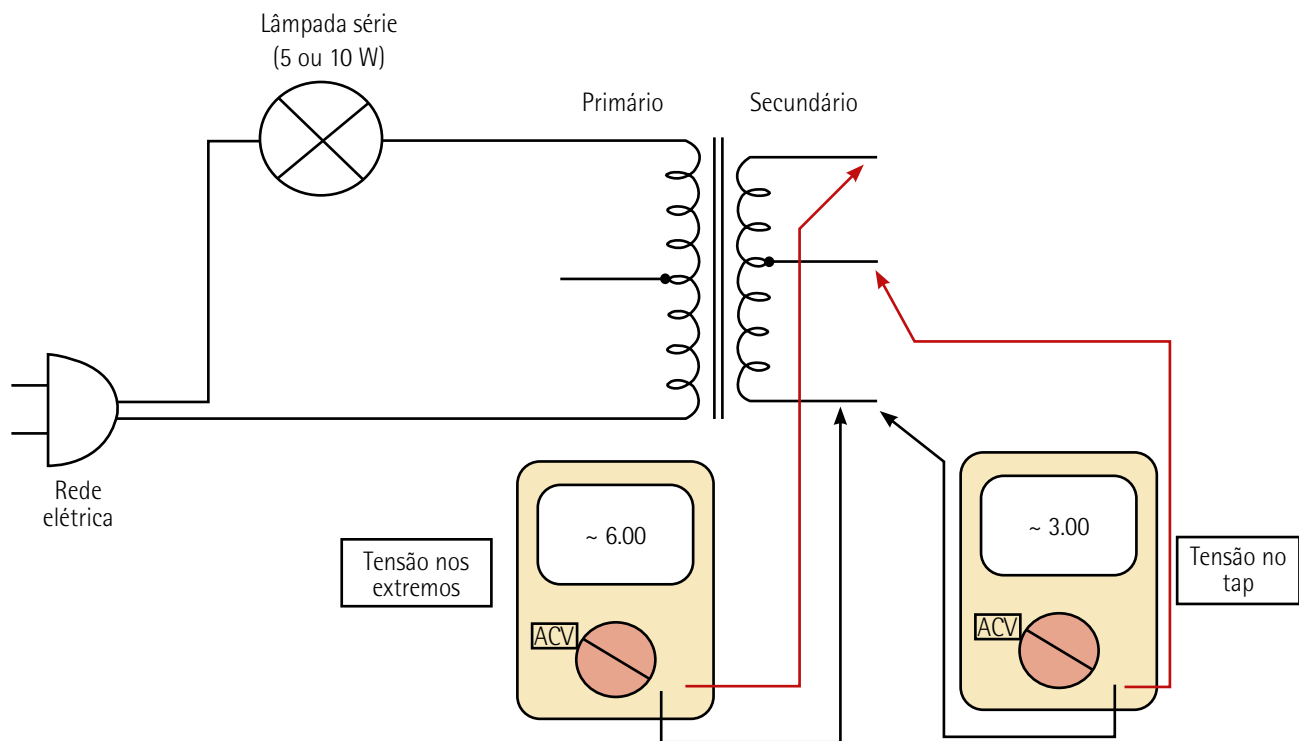 Lâmpada série
(5 ou 10 W)
Primário
Secundário
Rede
elétrica
~ 6.00
~ 3.00
Tensão nos
extremos
Tensão no
tap
ACV
ACV